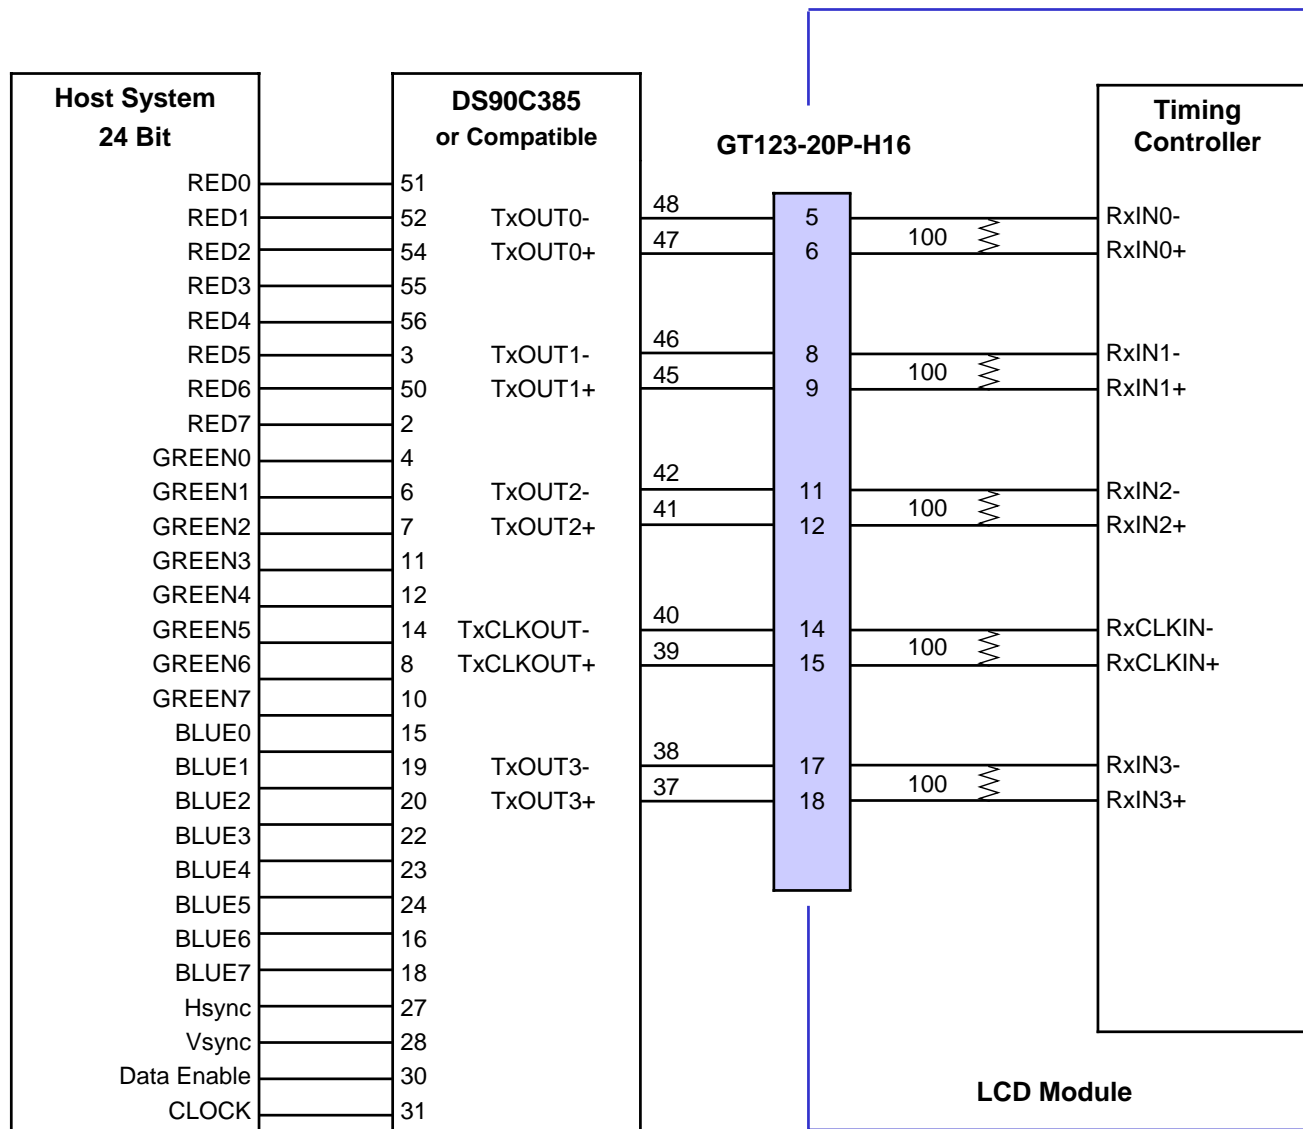 Host System
24 Bit
DS90C385
or Compatible
GT123-20P-H16
Timing
Controller
RED0 51
RED1 52 TxOUT0- 48 5 RxIN0-
100
RED2 54 TxOUT0+ 47 6 RxIN0+
RED3 55
RED4 56
RED5 3 TxOUT1- 46 8 RxIN1-
100
RED6 50 TxOUT1+ 45 9 RxIN1+
RED7 2
GREEN0 4
GREEN1 6 TxOUT2- 42 11 RxIN2-
100
GREEN2 7 TxOUT2+ 41 12 RxIN2+
GREEN3 11
GREEN4 12
GREEN5 14 TxCLKOUT- 40 14 RxCLKIN-
100
GREEN6 8 TxCLKOUT+ 39 15 RxCLKIN+
GREEN7 10
BLUE0 15
BLUE1 19 TxOUT3- 38 17 RxIN3-
100
BLUE2 20 TxOUT3+ 37 18 RxIN3+
BLUE3 22
BLUE4 23
BLUE5 24
BLUE6 16
BLUE7 18
Hsync 27
Vsync 28
Data Enable 30
CLOCK 31
LCD Module